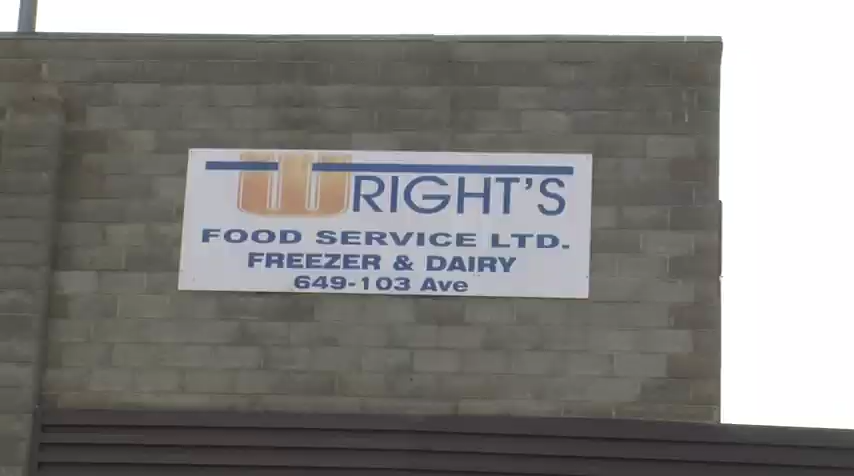 WRIGHT'S
FOOD SERVICE LTD.
FREEZER & DAIRY
649-103 Ave